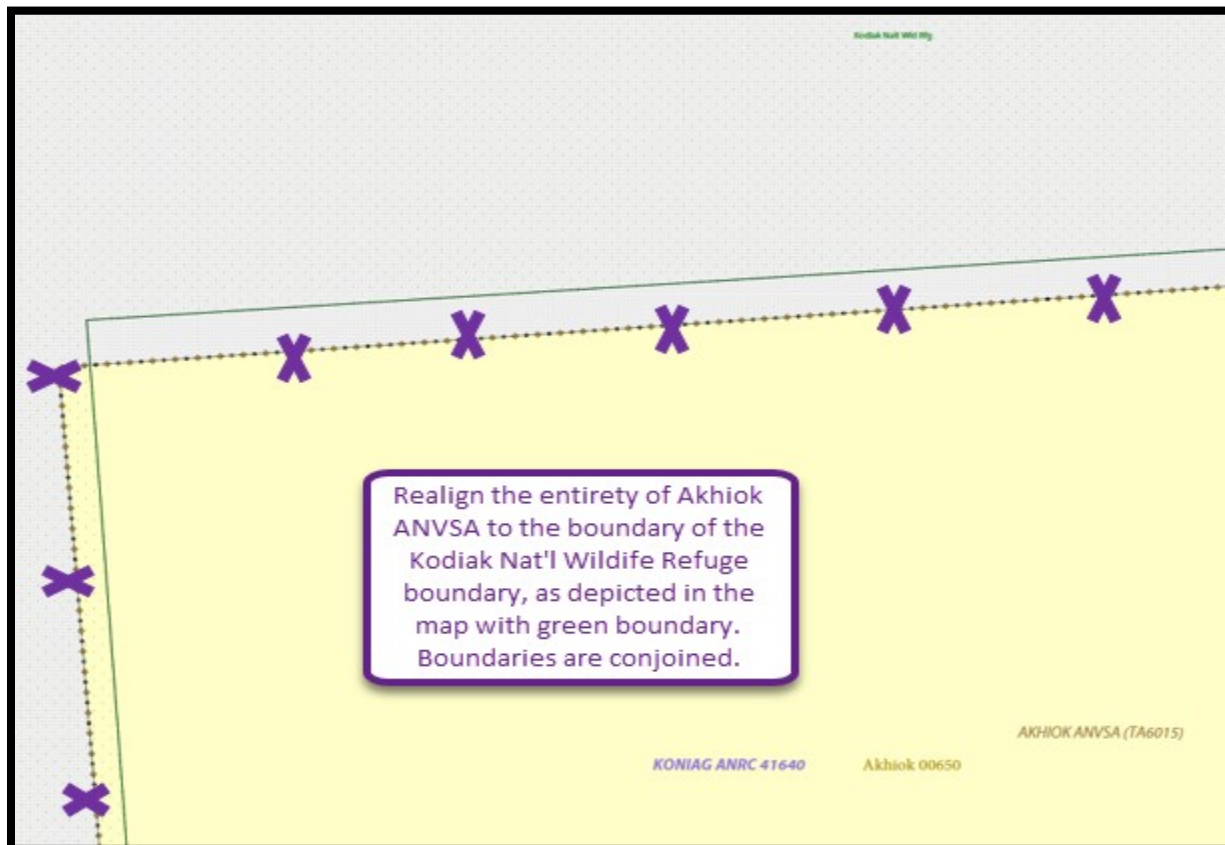 Kodiak Natl Wld Rfg
Realign the entirety of Akhiok
ANVSA to the boundary of the
Kodiak Nat'l Wildife Refuge
boundary, as depicted in the
map with green boundary.
Boundaries are conjoined.
AKHIOK ANVSA (TA6015)
KONIAG ANRC 41640 Akhiok 00650